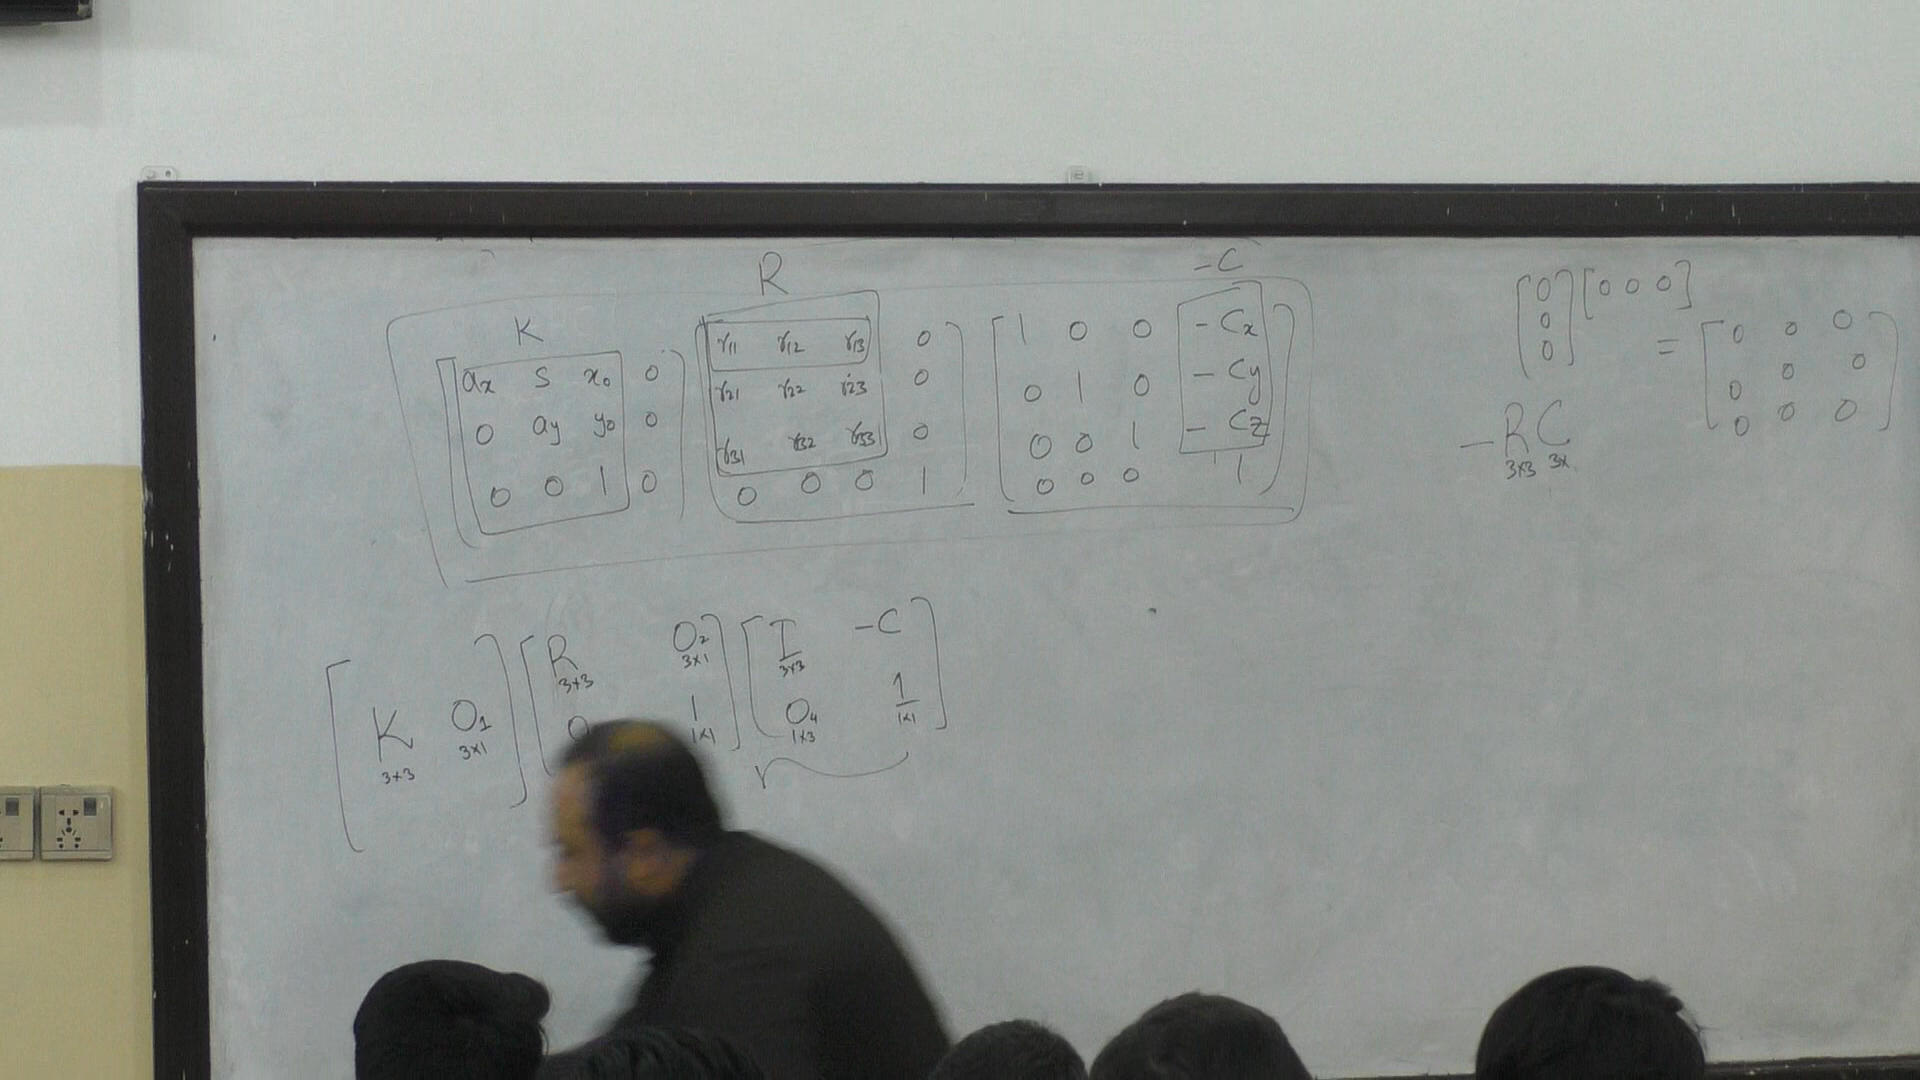 K R -C
ax s x₀ 0 r11 r12 r13 0 1 0 0 -Cx
0 ay y₀ 0 r21 r22 r23 0 0 1 0 -Cy
0 0 1 0 r31 r32 r33 0 0 0 1 -Cz
0 0 0 1 0 0 0 1
[0 0 0] [0 0 0]
= [0 0 0
0 0 0
0 0 0]
-R C
3x3 3x
K O₁ R O₂ I -C
3x3 3x1 3x3 3x1 3x3
1 O₄ 1
1x1 1x3 1x1